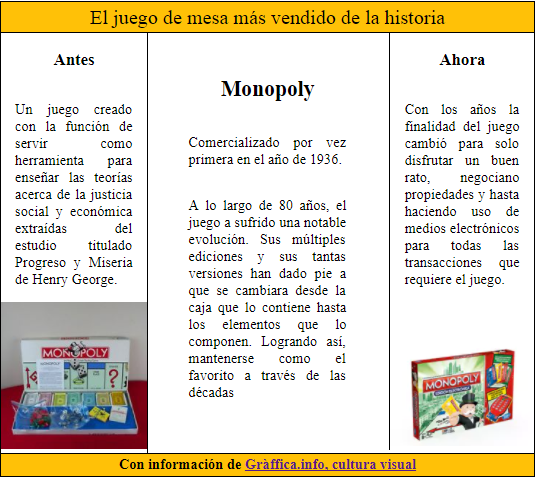 El juego de mesa más vendido de la historia
Antes
Un juego creado
con la función de
servir como
herramienta para
enseñar las teorías
acerca de la justicia
social y económica
extraídas del
estudio titulado
Progreso y Miseria
de Henry George.
MONOPOLY
Monopoly
Comercializado por vez
primera en el año de 1936.
A lo largo de 80 años, el
juego a sufrido una notable
evolución. Sus múltiples
ediciones y sus tantas
versiones han dado pie a
que se cambiara desde la
caja que lo contiene hasta
los elementos que lo
componen. Logrando así,
mantenerse como el
favorito a través de las
décadas
Ahora
Con los años la
finalidad del juego
cambió para solo
disfrutar un buen
rato, negociano
propiedades y hasta
haciendo uso de
medios electrónicos
para todas las
transacciones que
requiere el juego.
MONOPOLY
Con información de Gràffica.info, cultura visual